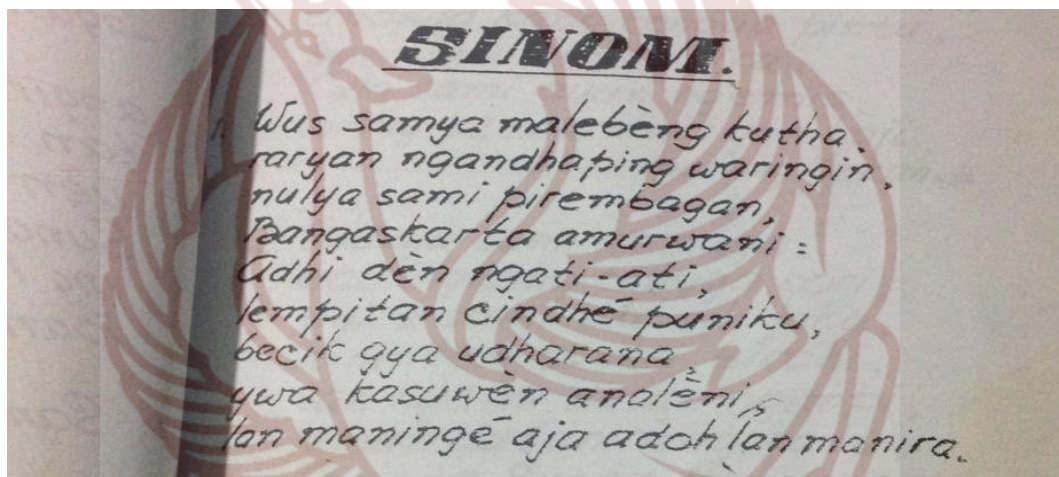 SINOM.
1. Wus samya malebèng kutha.
raryan ngandhaping waringin,
nulya sami pirembagan,
Bangaskarta amurwani:
Adhi dèn ngati-ati,
lempitan cindhé puniku,
becik gya udharana,
ywa kasuwèn analèni,
lan maningé aja adoh lan manira.